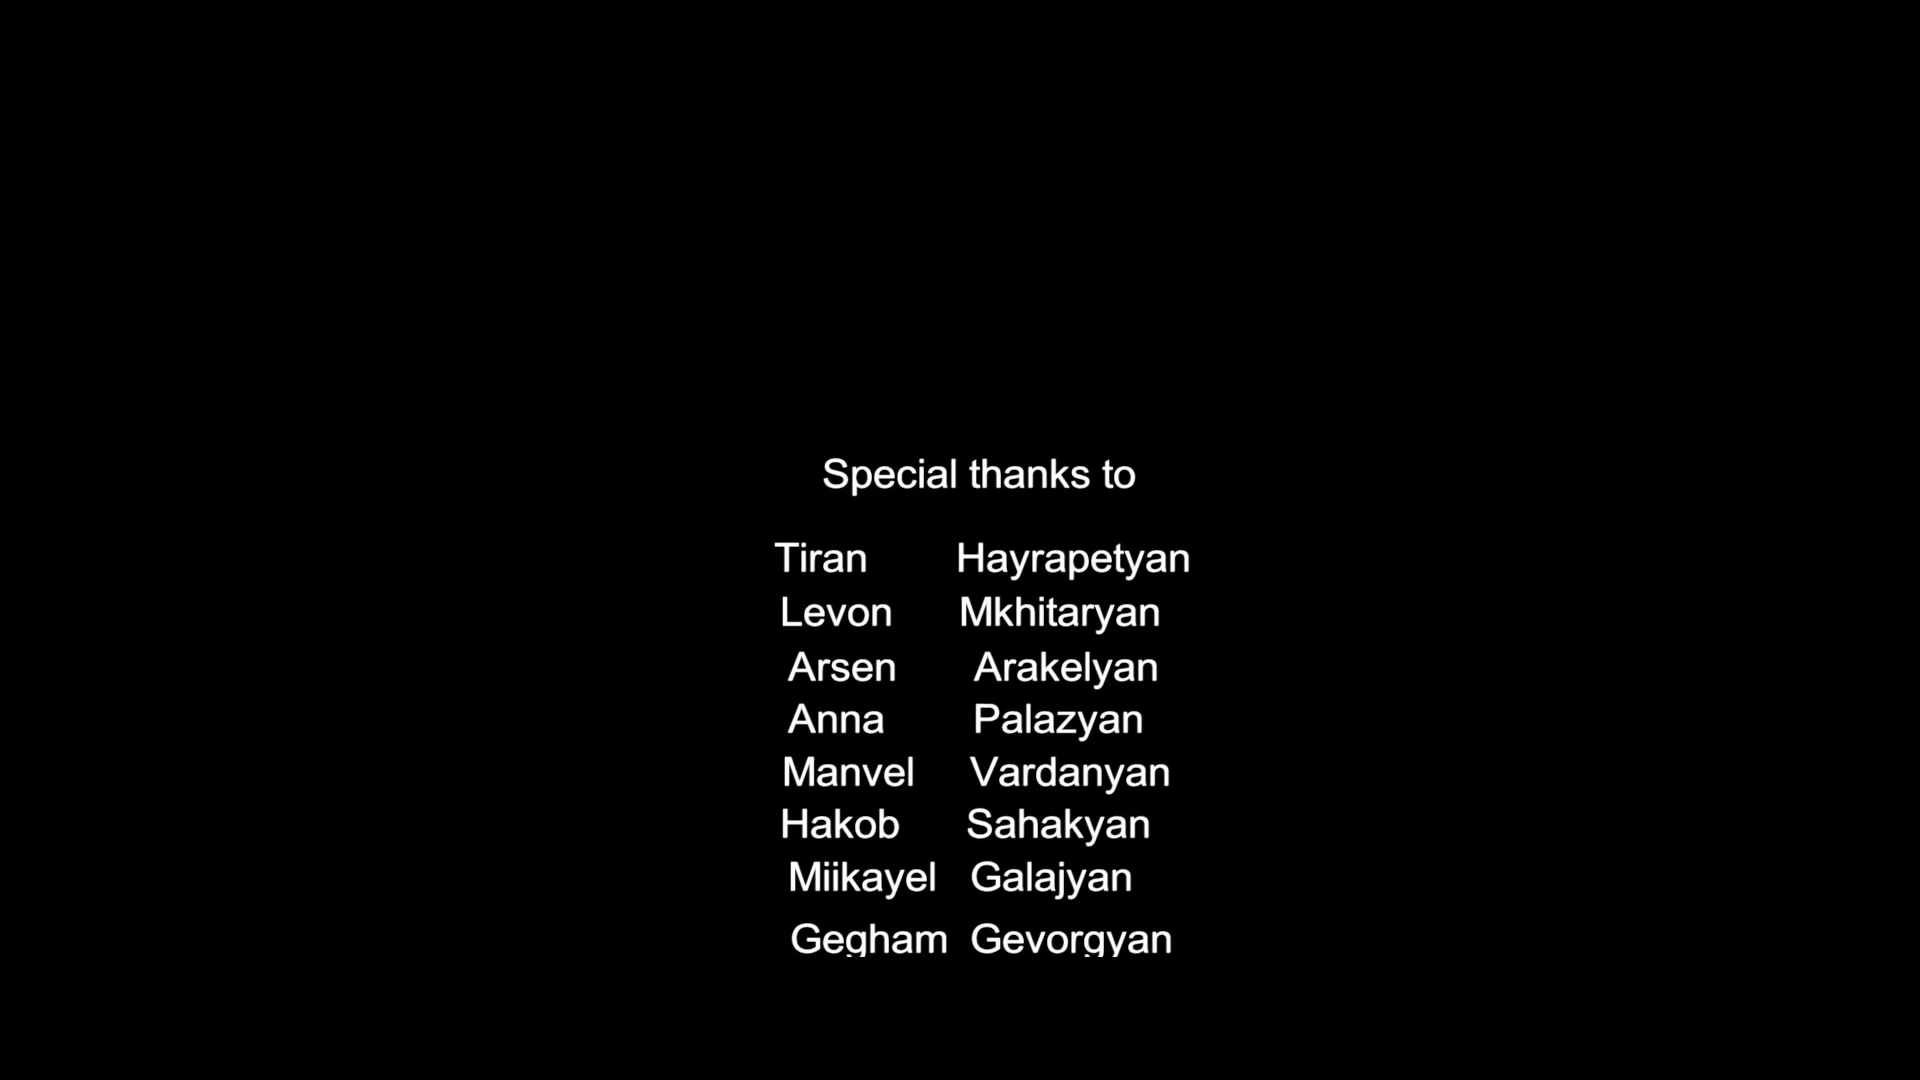 Special thanks to
Tiran Hayrapetyan
Levon Mkhitaryan
Arsen Arakelyan
Anna Palazyan
Manvel Vardanyan
Hakob Sahakyan
Miikayel Galajyan
Gegham Gevorgyan